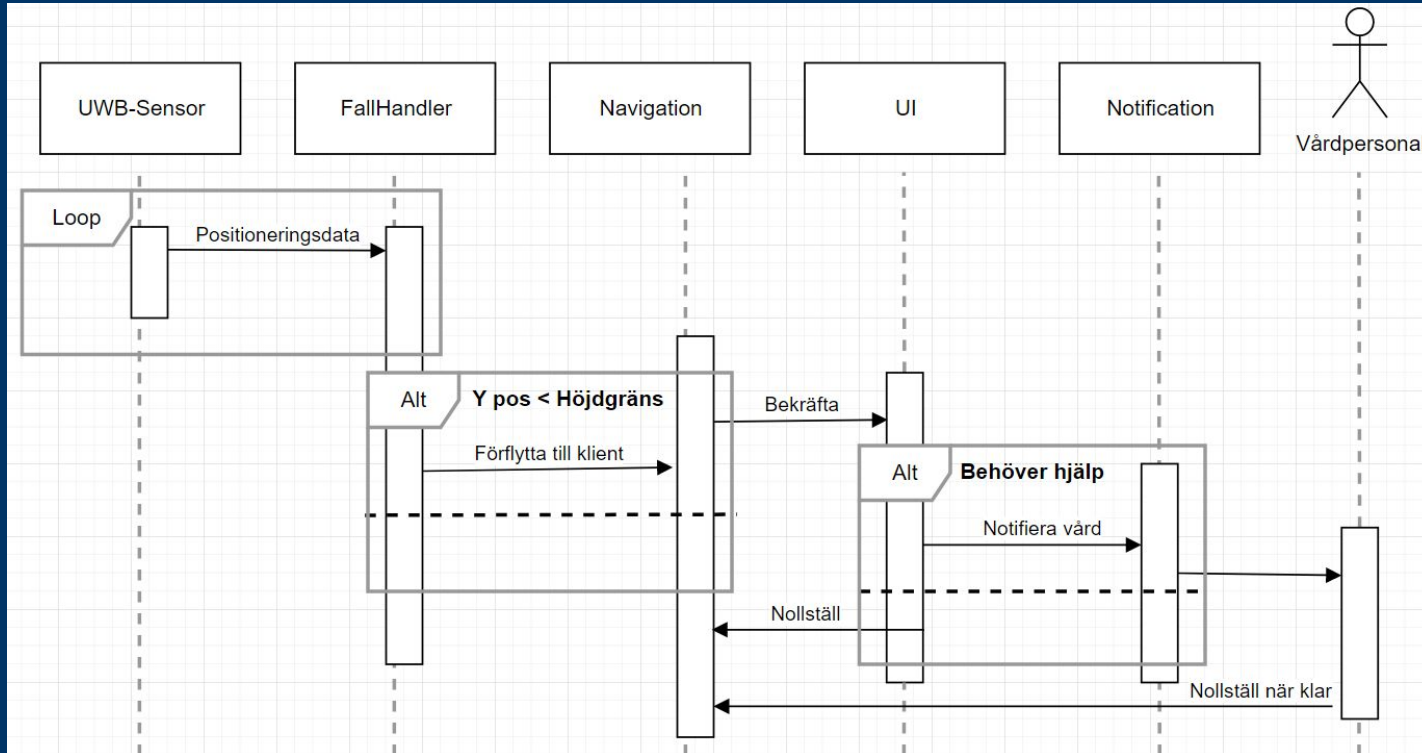 UWB-Sensor
FallHandler
Navigation
UI
Notification
Vårdpersona
Loop
Positioneringsdata
Alt
Y pos < Höjdgräns
Bekräfta
Förflytta till klient
Alt
Behöver hjälp
Notifiera vård
Nollställ
Nollställ när klar